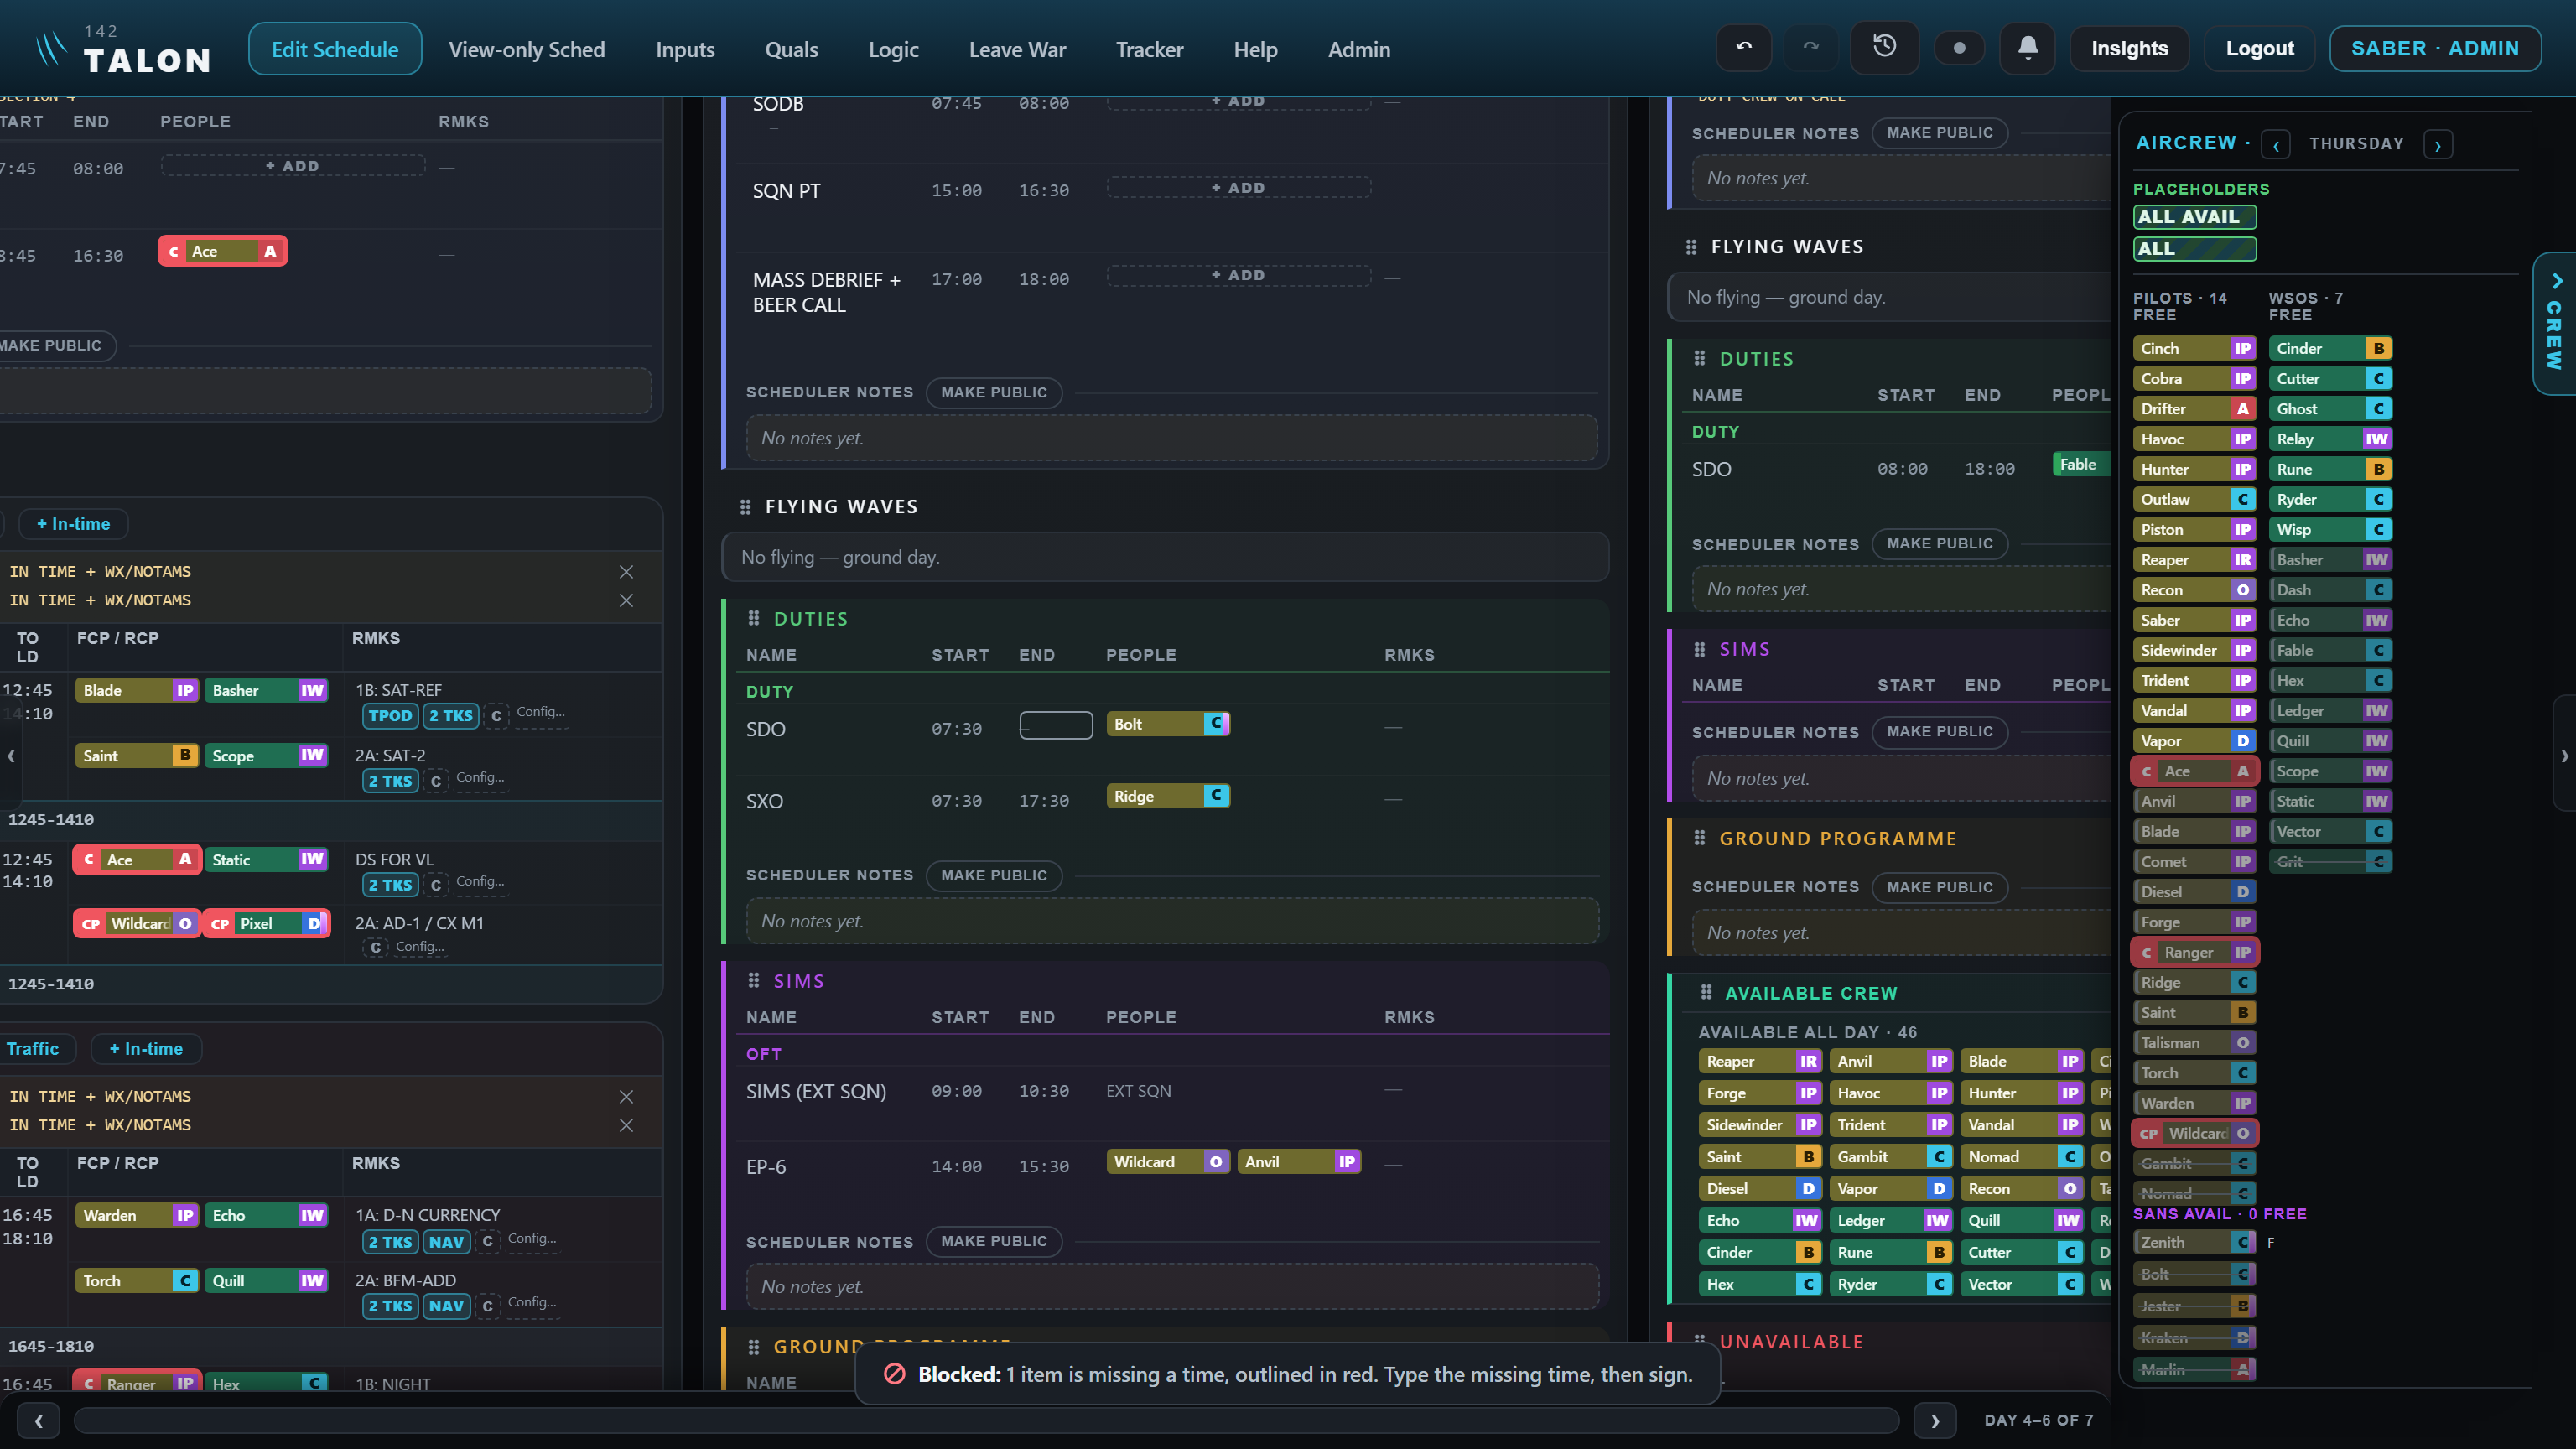 142
TALON
Edit Schedule
View-only Sched
Inputs
Quals
Logic
Leave War
Tracker
Help
Admin
Insights
Logout
SABER · ADMIN
END
PEOPLE
RMKS
08:00
+ ADD
—
16:30
C Ace A
—
MAKE PUBLIC
+ In-time
IN TIME + WX/NOTAMS
IN TIME + WX/NOTAMS
TO
LD
FCP / RCP
RMKS
12:45
14:10
Blade IP
Basher IW
1B: SAT-REF
TPOD 2 TKS C Config...
Saint B
Scope IW
2A: SAT-2
2 TKS C Config...
1245-1410
12:45
14:10
C Ace A
Static IW
DS FOR VL
2 TKS C Config...
CP Wildcard O
CP Pixel D
2A: AD-1 / CX M1
C Config...
1245-1410
Traffic
+ In-time
IN TIME + WX/NOTAMS
IN TIME + WX/NOTAMS
TO
LD
FCP / RCP
RMKS
16:45
18:10
Warden IP
Echo IW
1A: D-N CURRENCY
2 TKS NAV C Config...
Torch C
Quill IW
2A: BFM-ADD
2 TKS NAV C Config...
1645-1810
16:45
C Ranger IP
Hex C
1B: NIGHT
SODB
07:45
08:00
+ ADD
—
—
SQN PT
15:00
16:30
+ ADD
—
—
MASS DEBRIEF +
BEER CALL
17:00
18:00
+ ADD
—
—
SCHEDULER NOTES
MAKE PUBLIC
No notes yet.
FLYING WAVES
No flying — ground day.
DUTIES
NAME
START
END
PEOPLE
RMKS
DUTY
SDO
07:30
—
Bolt C
—
SXO
07:30
17:30
Ridge C
—
SCHEDULER NOTES
MAKE PUBLIC
No notes yet.
SIMS
NAME
START
END
PEOPLE
RMKS
OFT
SIMS (EXT SQN)
09:00
10:30
EXT SQN
—
EP-6
14:00
15:30
Wildcard O
Anvil IP
—
SCHEDULER NOTES
MAKE PUBLIC
No notes yet.
GROUND PROGRAMME
NAME
DUTY CREW ON CALL
SCHEDULER NOTES
MAKE PUBLIC
No notes yet.
FLYING WAVES
No flying — ground day.
DUTIES
NAME
START
END
DUTY
SDO
08:00
18:00
Fable
SCHEDULER NOTES
MAKE PUBLIC
No notes yet.
SIMS
NAME
START
END
SCHEDULER NOTES
MAKE PUBLIC
No notes yet.
GROUND PROGRAMME
SCHEDULER NOTES
MAKE PUBLIC
No notes yet.
AVAILABLE CREW
AVAILABLE ALL DAY · 46
Reaper IR
Anvil IP
Blade IP
Forge IP
Havoc IP
Hunter IP
Sidewinder IP
Trident IP
Vandal IP
Saint B
Gambit C
Nomad C
Diesel D
Vapor D
Recon O
Echo IW
Ledger IW
Quill IW
Cinder B
Rune B
Cutter C
Hex C
Ryder C
Vector C
UNAVAILABLE
AIRCREW ·
THURSDAY
PLACEHOLDERS
ALL AVAIL
ALL
PILOTS · 14
FREE
Cinch IP
Cobra IP
Drifter A
Havoc IP
Hunter IP
Outlaw C
Piston IP
Reaper IR
Recon O
Saber IP
Sidewinder IP
Trident IP
Vandal IP
Vapor D
C Ace A
Anvil IP
Blade IP
Comet IP
Diesel D
Forge IP
C Ranger IP
Ridge C
Saint B
Talisman O
Torch C
Warden IP
CP Wildcard O
Gambit C
Nomad C
WSOS · 7
FREE
Cinder B
Cutter C
Ghost C
Relay IW
Rune B
Ryder C
Wisp C
Basher IW
Dash C
Echo IW
Fable C
Hex C
Ledger IW
Quill IW
Scope IW
Static IW
Vector C
Grit C
SANS AVAIL · 0 FREE
Zenith C F
Bolt C
Jester B
Kraken D
Marlin A
CREW
Blocked: 1 item is missing a time, outlined in red. Type the missing time, then sign.
DAY 4–6 OF 7